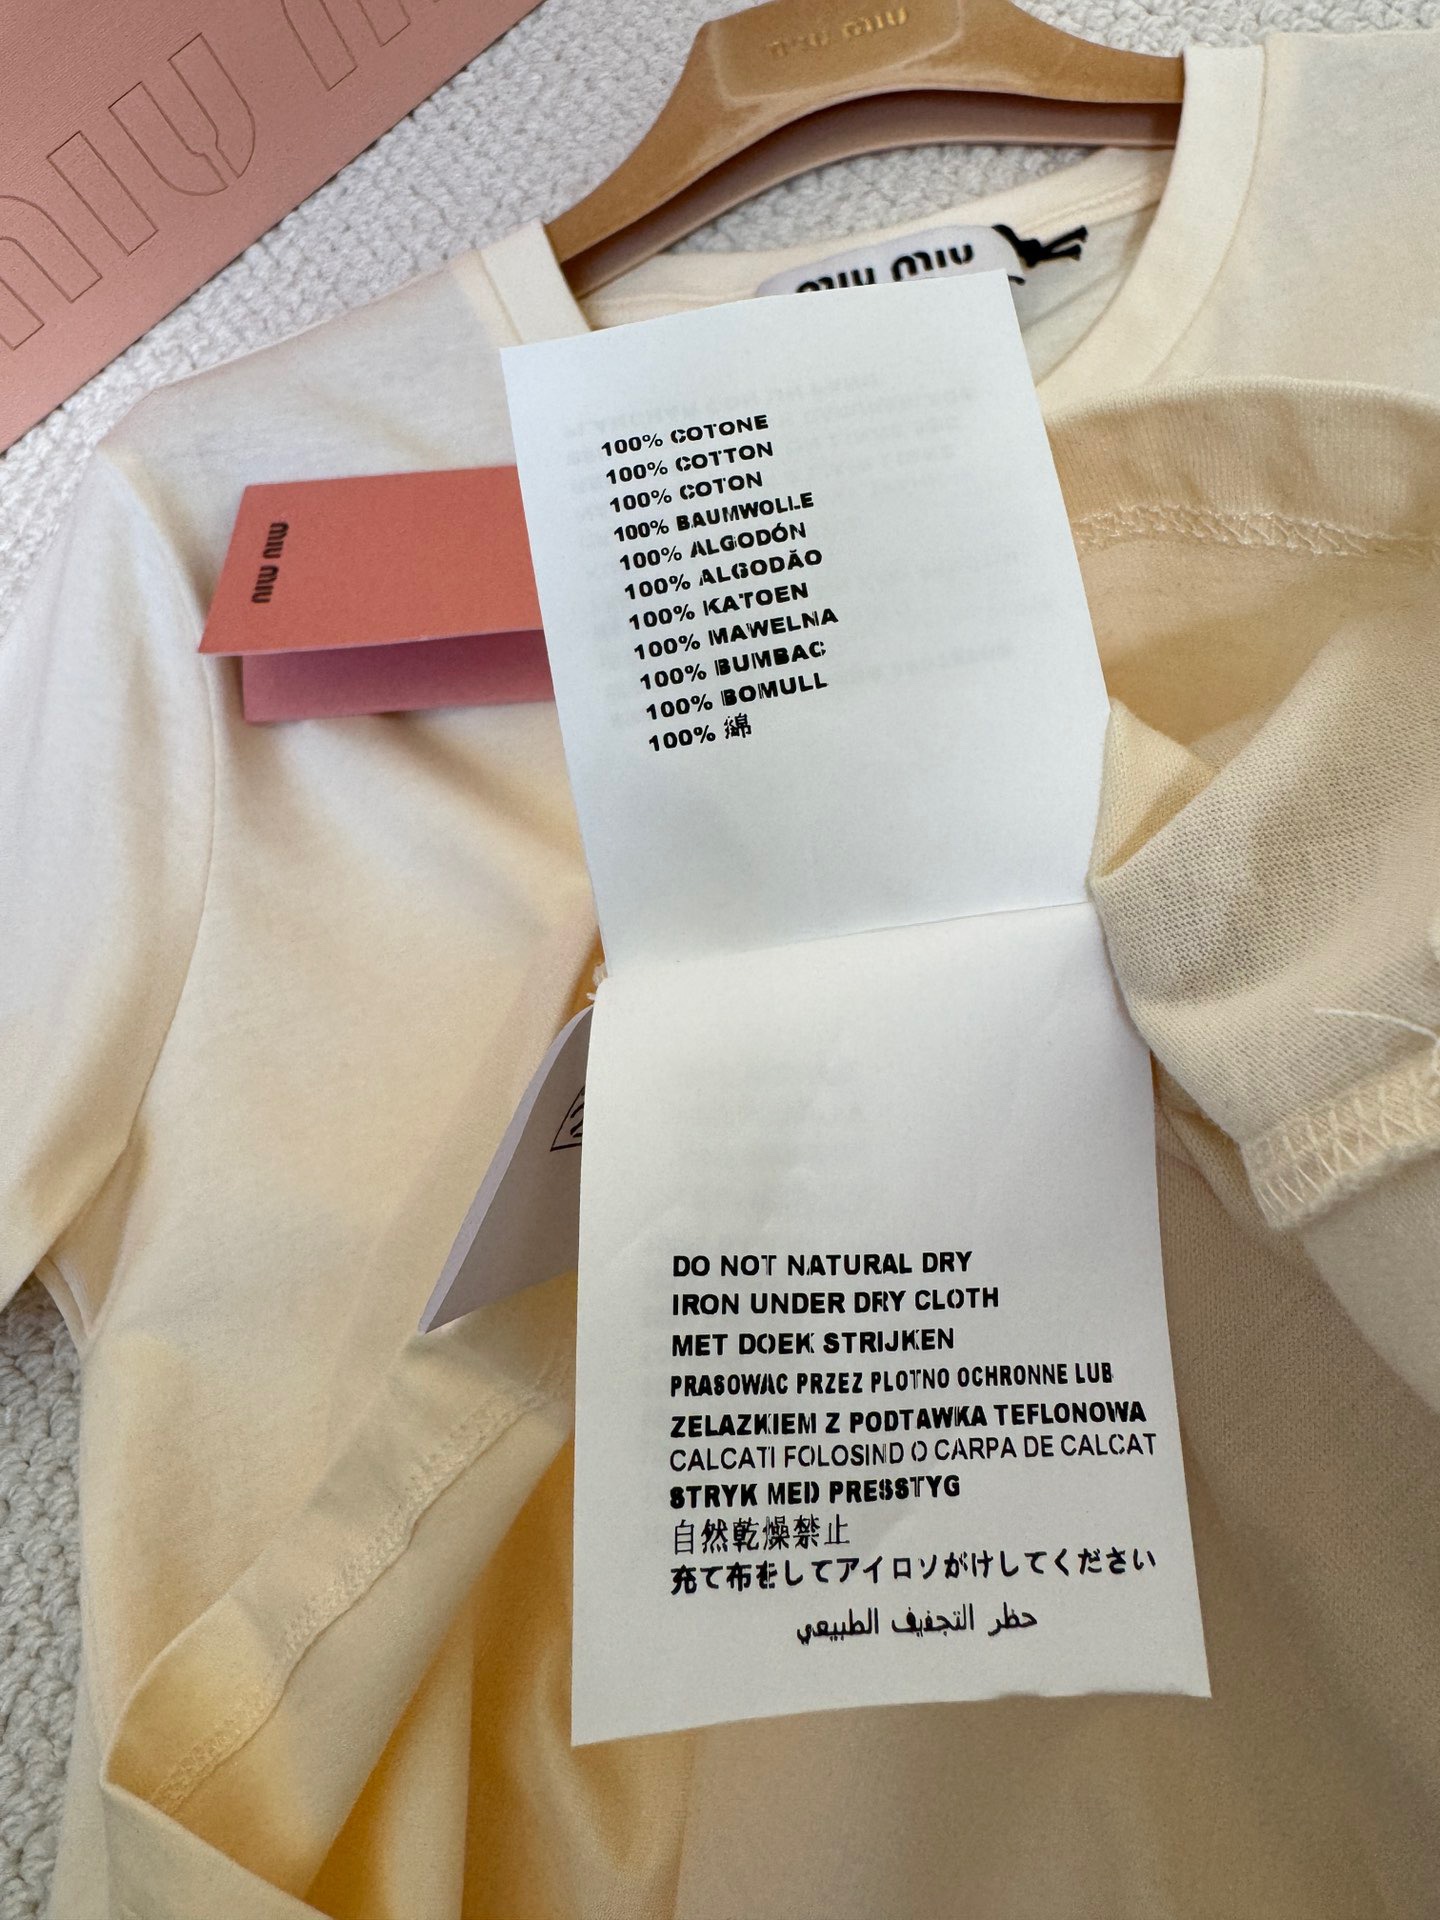 miu miu
miu miu
miu miu
100% COTONE
100% COTTON
100% COTON
100% BAUMWOLLE
100% ALGODÓN
100% ALGODÃO
100% KATOEN
100% MAWELNA
100% BUMBAC
100% BOMULL
100% 綿
DO NOT NATURAL DRY
IRON UNDER DRY CLOTH
MET DOEK STRIJKEN
PRASOWAC PRZEZ PLOTNO OCHRONNE LUB
ZELAZKIEM Z PODTAWKA TEFLONOWA
CALCATI FOLOSIND O CARPA DE CALCAT
STRYK MED PRESSTYG
自然乾燥禁止
充て布をしてアイロソがけしてください
حظر التجفيف الطبيعي